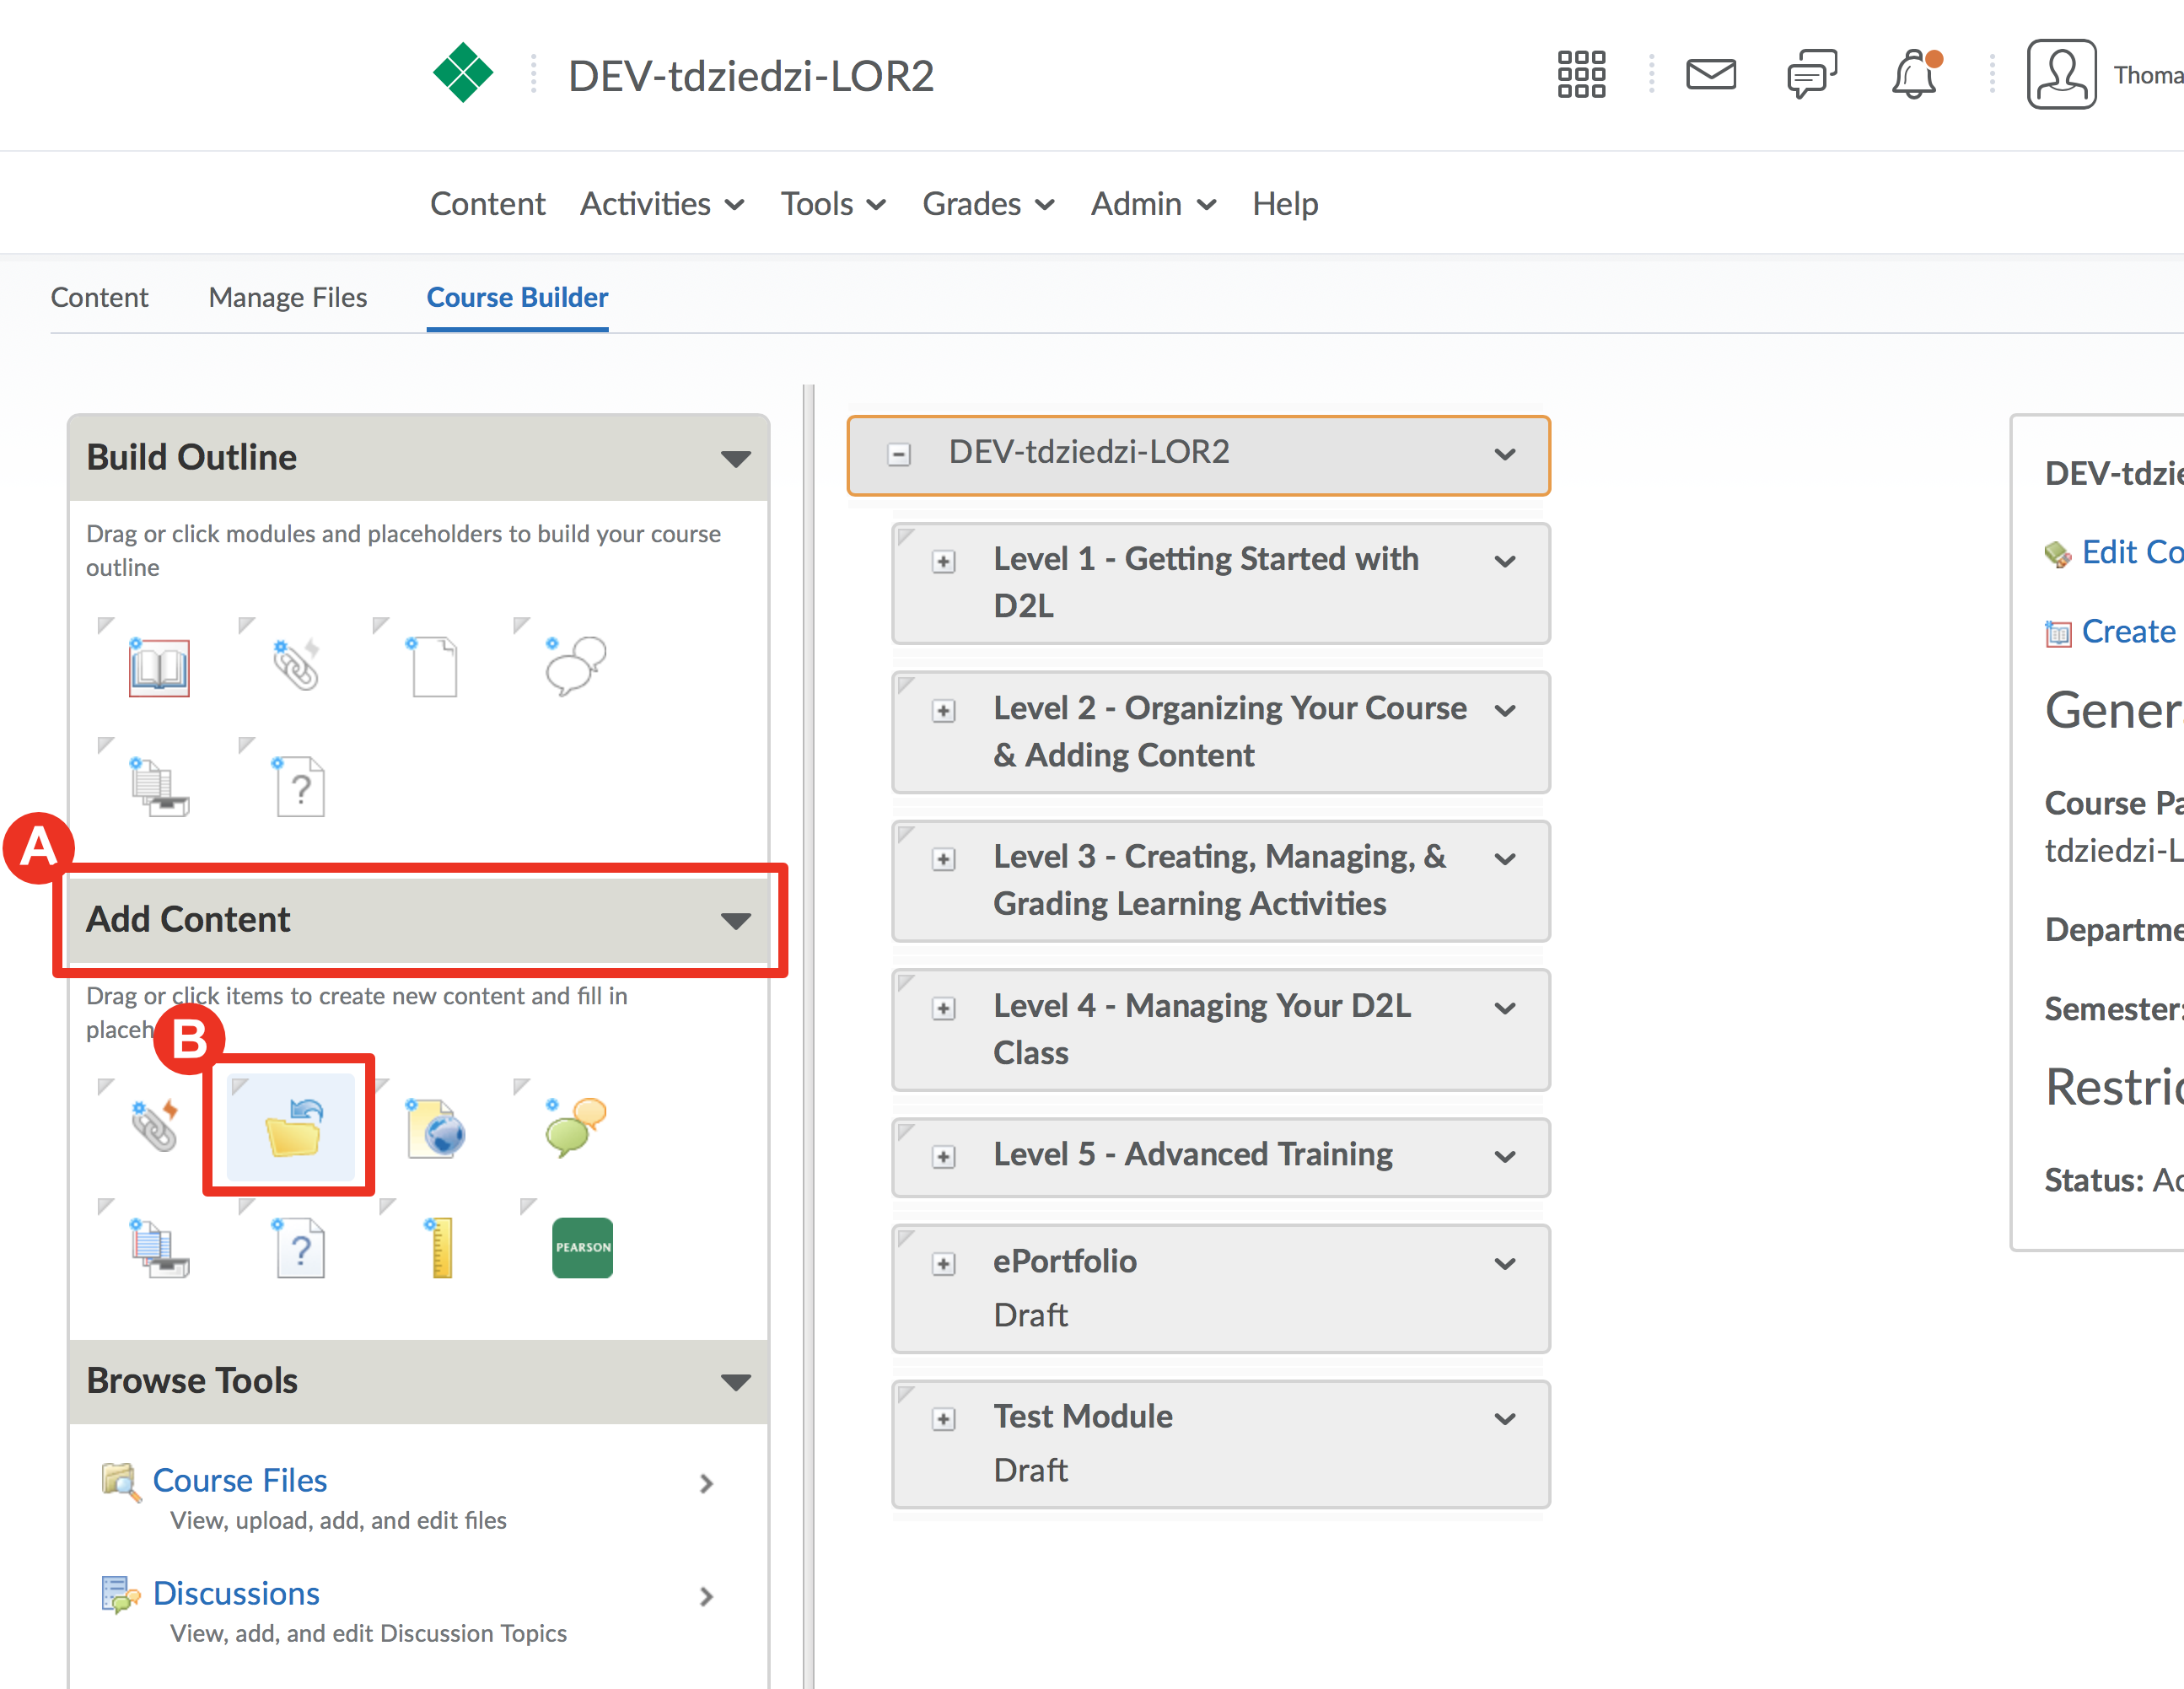 DEV-tdziedzi-LOR2
Thoma
Content Activities Tools Grades Admin Help
Content Manage Files Course Builder
Build Outline
Drag or click modules and placeholders to build your course
outline
A
Add Content
Drag or click items to create new content and fill in
placeh
B
PEARSON
Browse Tools
Course Files
View, upload, add, and edit files
Discussions
View, add, and edit Discussion Topics
DEV-tdziedzi-LOR2
Level 1 - Getting Started with
D2L
Level 2 - Organizing Your Course
& Adding Content
Level 3 - Creating, Managing, &
Grading Learning Activities
Level 4 - Managing Your D2L
Class
Level 5 - Advanced Training
ePortfolio
Draft
Test Module
Draft
DEV-tdzie
Edit Co
Create
Genera
Course Pa
tdziedzi-L
Departme
Semester:
Restric
Status: Ac